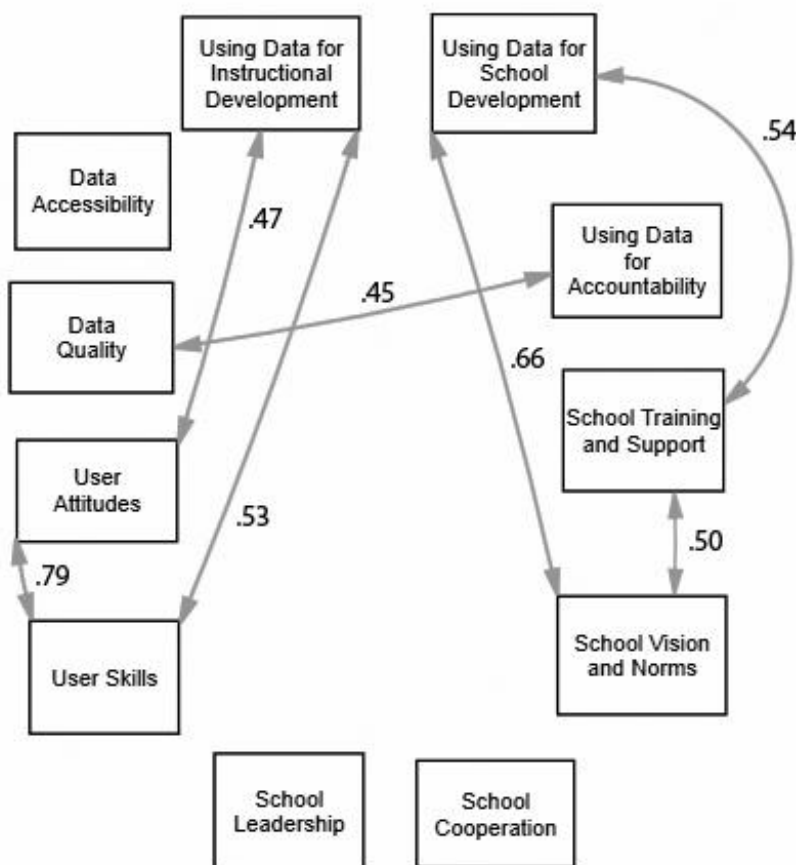 Using Data for
Instructional
Development
Using Data for
School
Development
.54
Data
Accessibility
.47
Using Data
for
Accountability
.45
Data
Quality
.66
School Training
and Support
User
Attitudes
.53
.50
.79
User Skills
School Vision
and Norms
School
Leadership
School
Cooperation